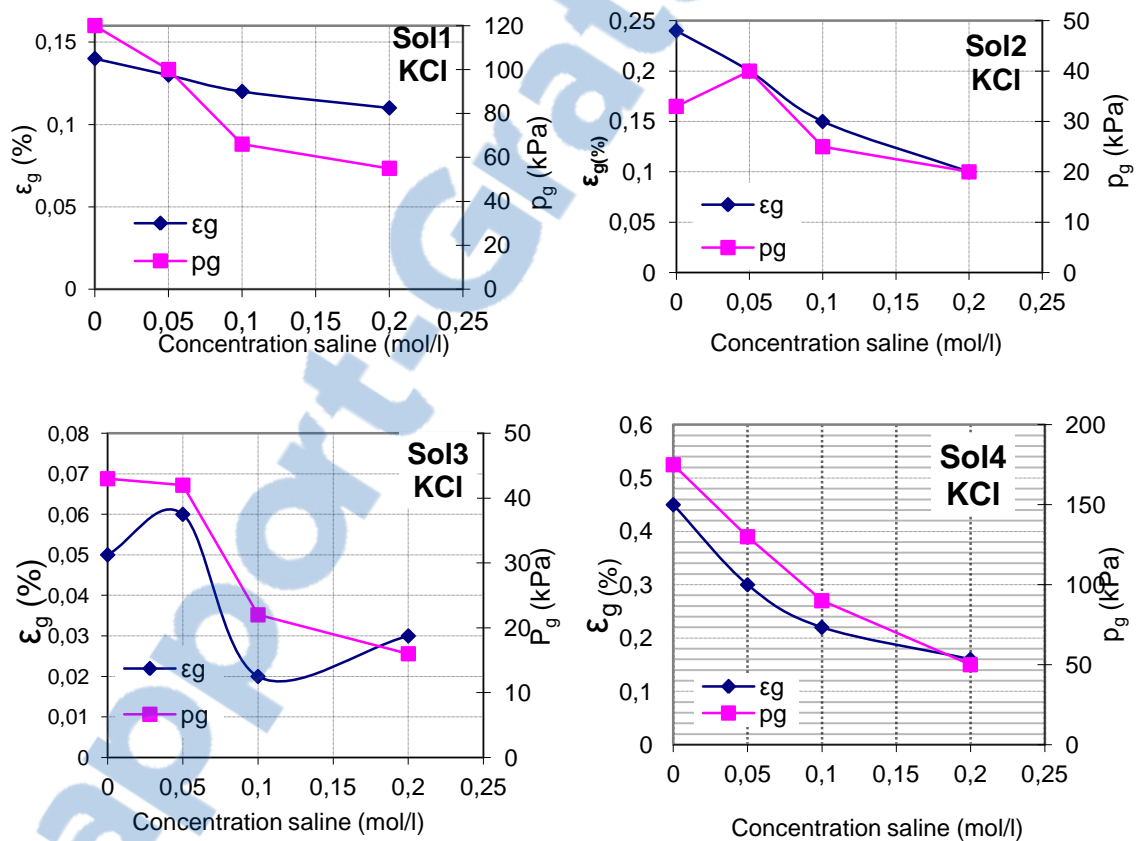 Sol1
KCl
0,15
0,1
0,05
0
εg (%)
120
100
80
60
40
20
0
pg (kPa)
εg
pg
0 0,05 0,1 0,15 0,2 0,25
Concentration saline (mol/l)
Sol2
KCl
0,25
0,2
0,15
0,1
0,05
0
εg(%)
50
40
30
20
10
0
pg (kPa)
εg
pg
0 0,05 0,1 0,15 0,2 0,25
Concentration saline (mol/l)
Sol3
KCl
0,08
0,07
0,06
0,05
0,04
0,03
0,02
0,01
0
εg (%)
50
40
30
20
10
0
Pg (kPa)
εg
pg
0 0,05 0,1 0,15 0,2 0,25
Concentration saline (mol/l)
Sol4
KCl
0,6
0,5
0,4
0,3
0,2
0,1
0
εg (%)
200
150
100
50
0
pg (kPa)
εg
pg
0 0,05 0,1 0,15 0,2 0,25
Concentration saline (mol/l)
apport-Grat